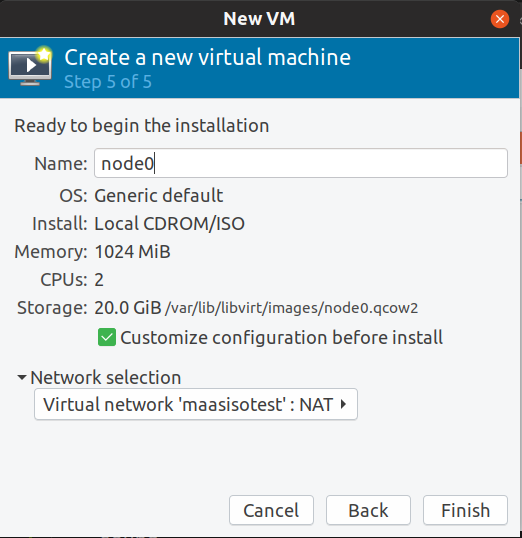 New VM
Create a new virtual machine
Step 5 of 5
Ready to begin the installation
Name: node0
OS: Generic default
Install: Local CDROM/ISO
Memory: 1024 MiB
CPUs: 2
Storage: 20.0 GiB /var/lib/libvirt/images/node0.qcow2
Customize configuration before install
Network selection
Virtual network 'maasisotest' : NAT
Cancel Back Finish